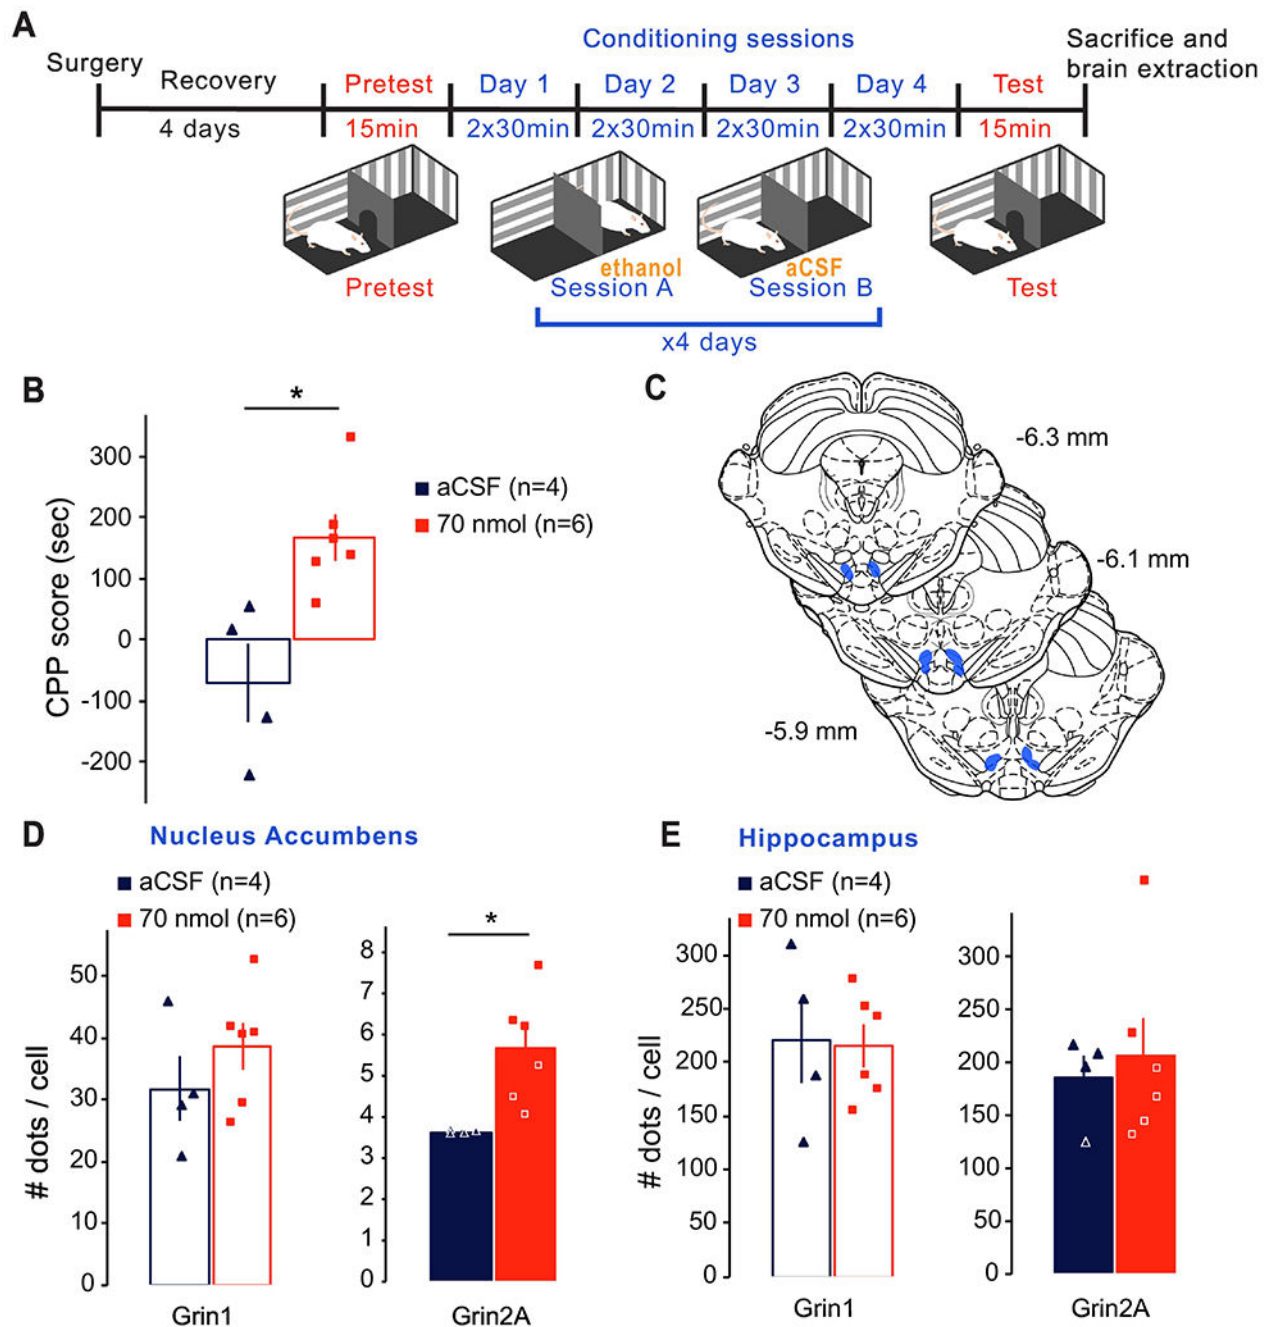 A
Conditioning sessions
Sacrifice and
brain extraction
Surgery
Recovery
Pretest
Day 1
Day 2
Day 3
Day 4
Test
4 days
15min
2x30min
2x30min
2x30min
2x30min
15min
ethanol
aCSF
Pretest
Session A
Session B
Test
x4 days
B
*
CPP score (sec)
300
200
100
0
-100
-200
aCSF (n=4)
70 nmol (n=6)
C
-6.3 mm
-6.1 mm
-5.9 mm
D
Nucleus Accumbens
aCSF (n=4)
70 nmol (n=6)
# dots / cell
50
40
30
20
10
0
Grin1
*
8
7
6
5
4
3
2
1
0
Grin2A
E
Hippocampus
aCSF (n=4)
70 nmol (n=6)
# dots / cell
300
250
200
150
100
50
0
Grin1
300
250
200
150
100
50
0
Grin2A